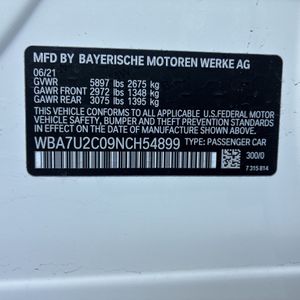 MFD BY BAYERISCHE MOTOREN WERKE AG
06/21
GVWR 5897 lbs 2675 kg
GAWR FRONT 2972 lbs 1348 kg
GAWR REAR 3075 lbs 1395 kg
THIS VEHICLE CONFORMS TO ALL APPLICABLE U.S. FEDERAL MOTOR
VEHICLE SAFETY, BUMPER, AND THEFT PREVENTION STANDARDS IN
EFFECT ON THE DATE OF MANUFACTURE SHOWN ABOVE.
WBA7U2C09NCH54899 TYPE: PASSENGER CAR
300/0
7 315 814